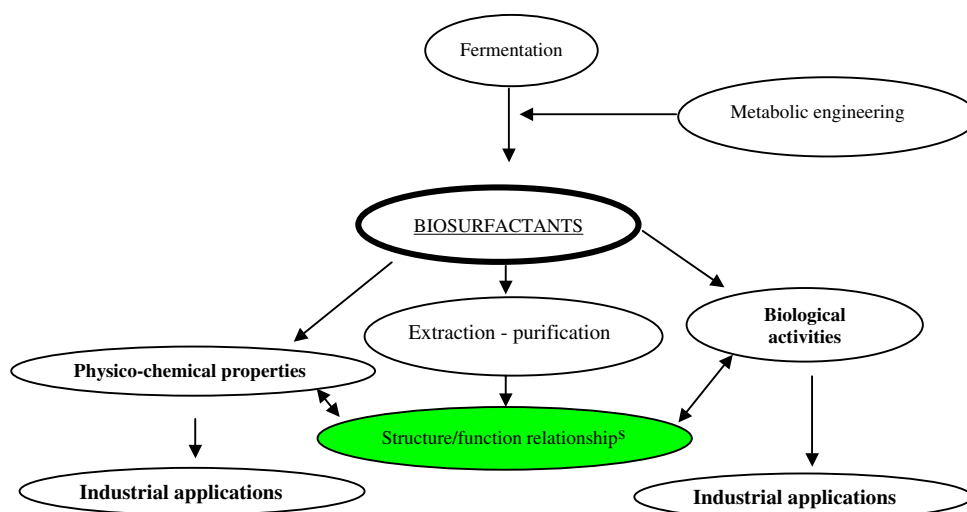 Fermentation
Metabolic engineering
BIOSURFACTANTS
Biological
activities
Extraction - purification
Physico-chemical properties
Structure/function relationships
Industrial applications
Industrial applications